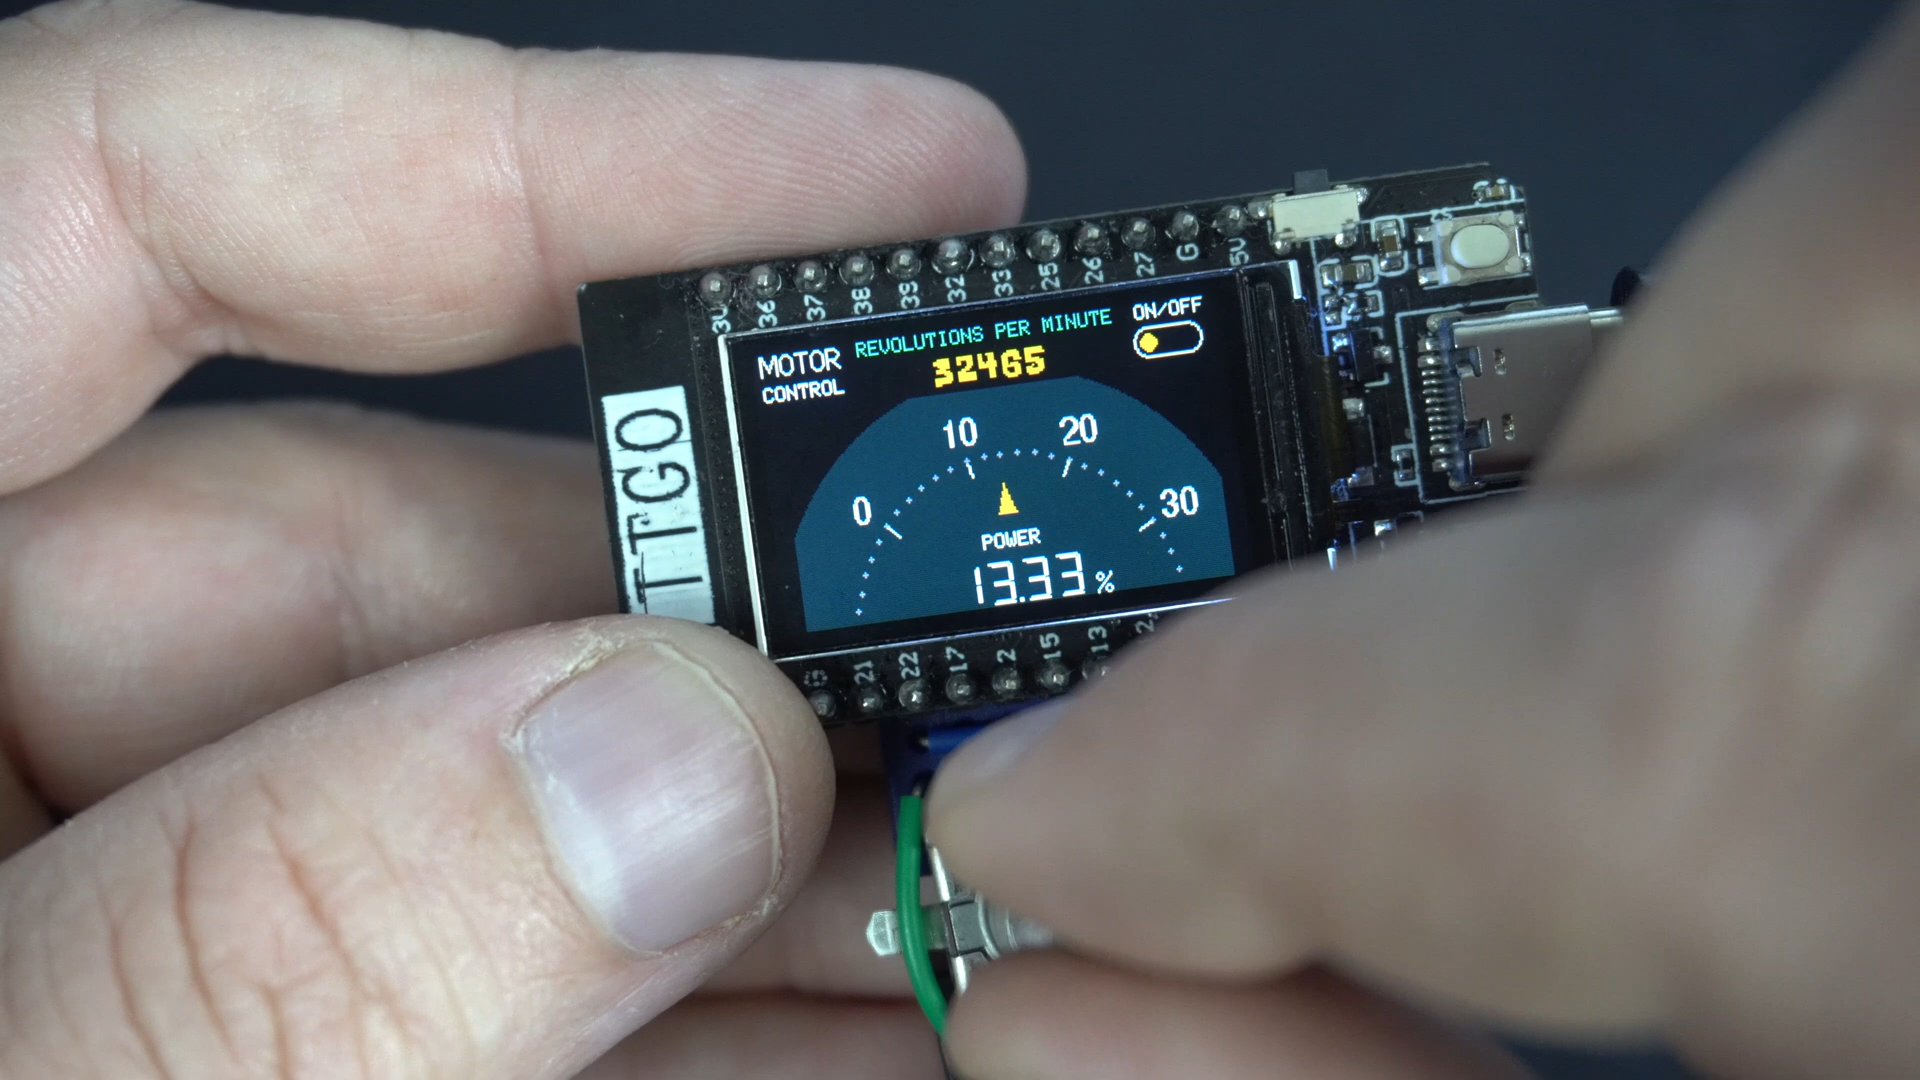 3V 36 37 38 39 32 33 25 26 27 G 5V
TTGO
MOTOR
CONTROL
REVOLUTIONS PER MINUTE
32465
ON/OFF
0 10 20 30
POWER
13.33 %
21 22 17 2 15 13